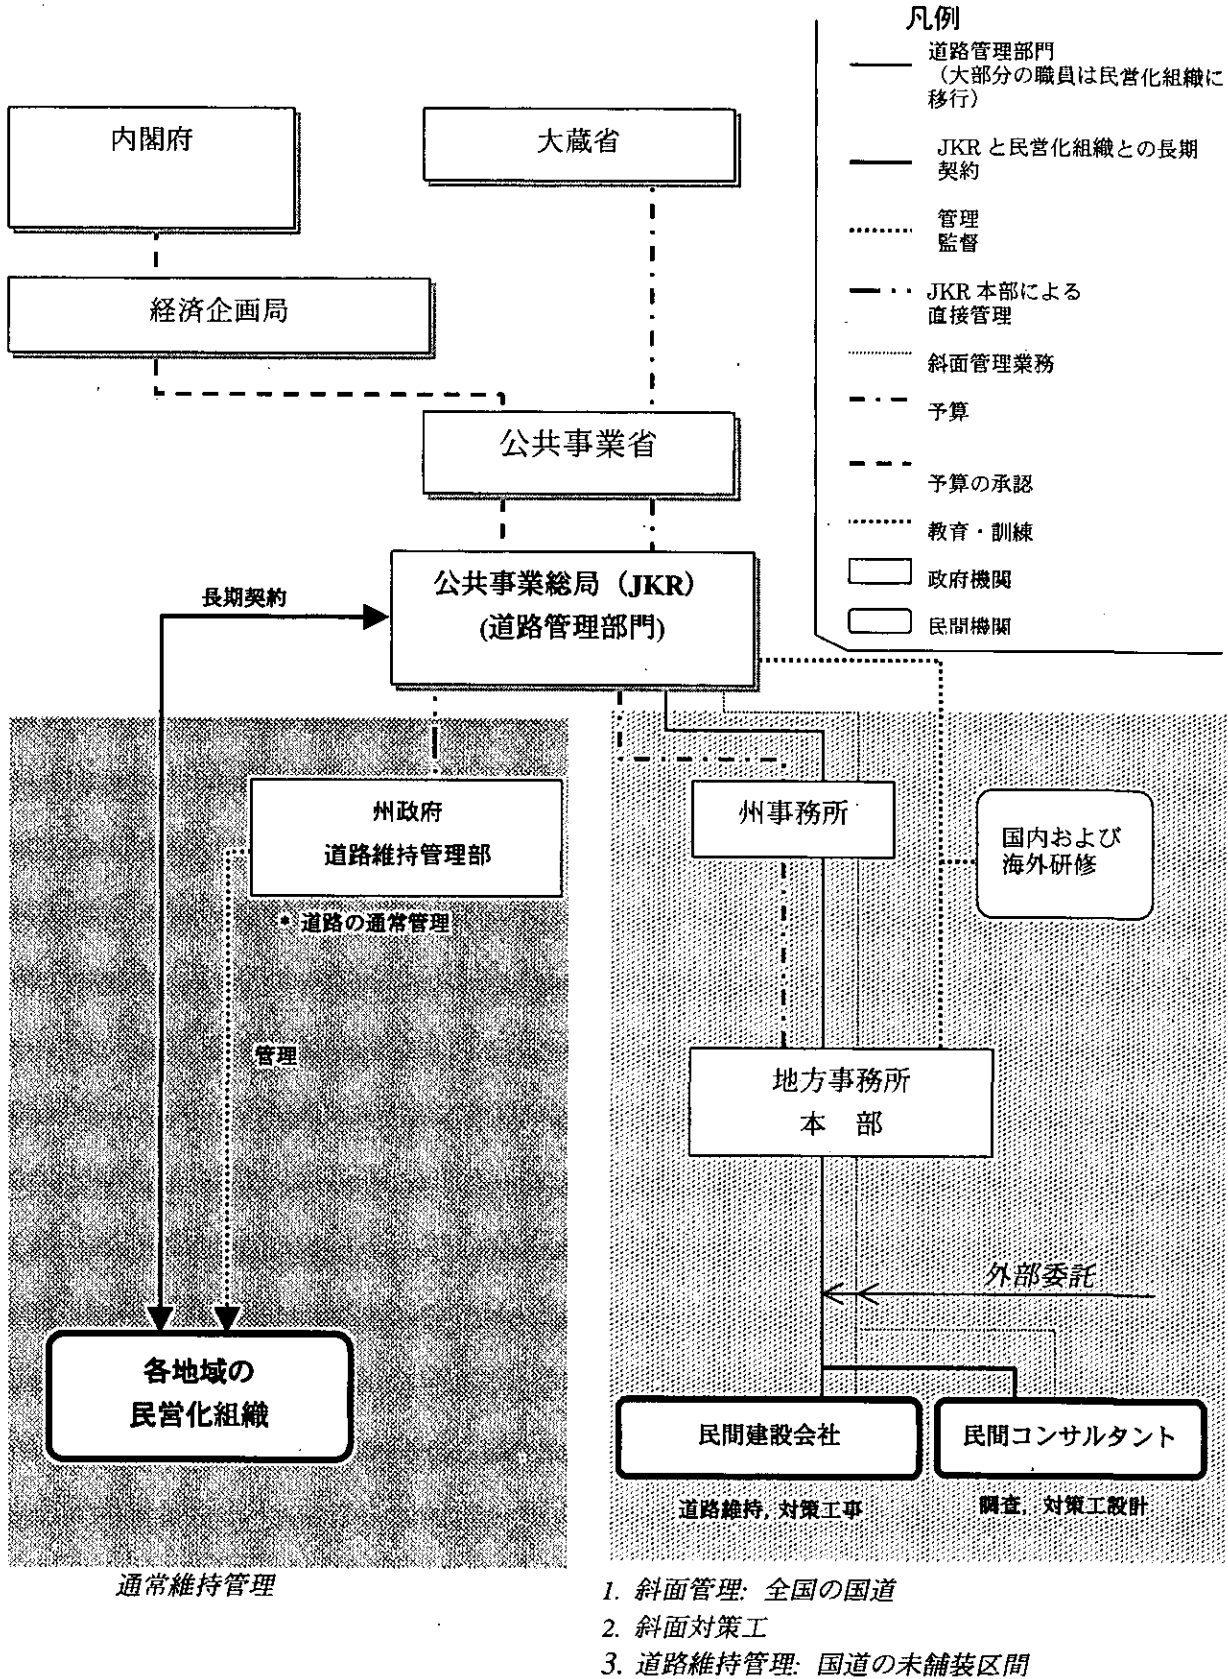 凡例
道路管理部門
（大部分の職員は民営化組織に
移行）
JKR と民営化組織との長期
契約
管理
監督
JKR 本部による
直接管理
斜面管理業務
予算
予算の承認
教育・訓練
政府機関
民間機関
内閣府
大蔵省
経済企画局
公共事業省
公共事業総局（JKR）
(道路管理部門)
長期契約
州政府
道路維持管理部
* 道路の通常管理
管理
各地域の
民営化組織
通常維持管理
州事務所
国内および
海外研修
地方事務所
本 部
外部委託
民間建設会社
民間コンサルタント
道路維持, 対策工事
調査, 対策工設計
1. 斜面管理: 全国の国道
2. 斜面対策工
3. 道路維持管理: 国道の未舗装区間